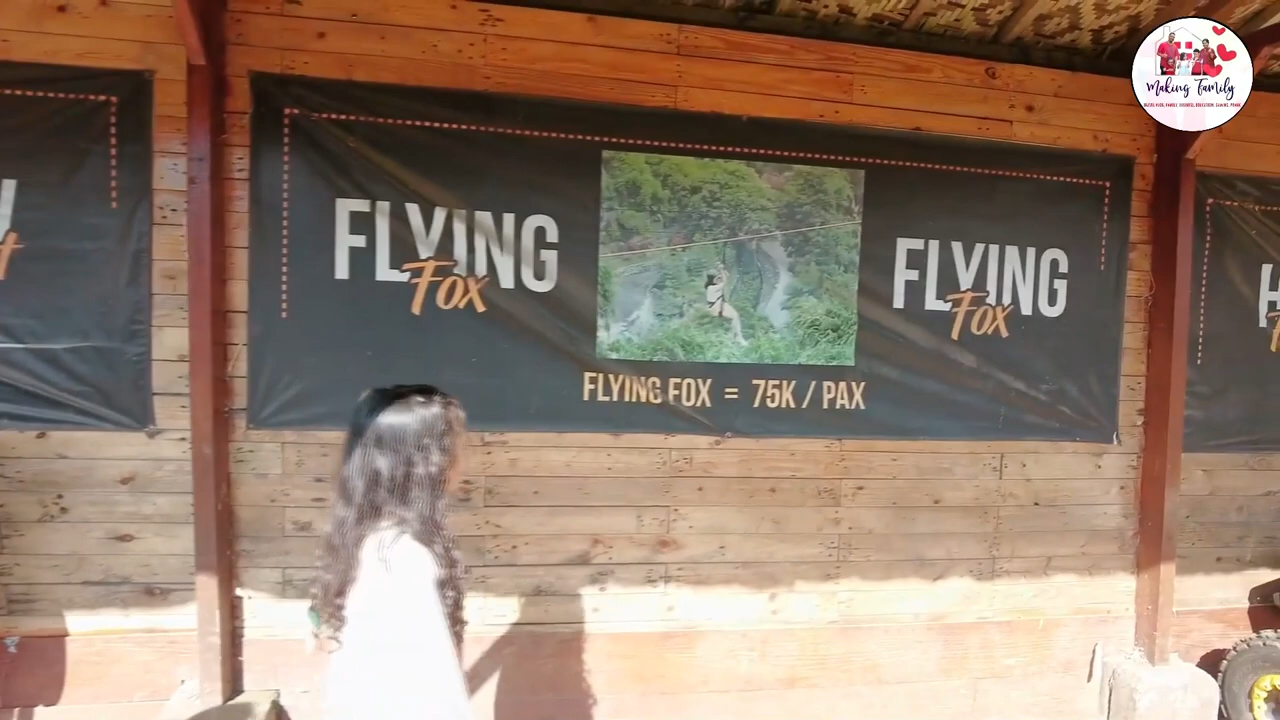 Making Family
FLYING
Fox
FLYING
Fox
FLYING FOX = 75K / PAX